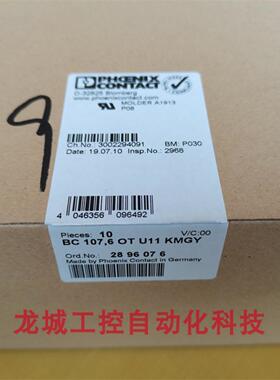 PHŒNIX
CONTACT
D-32825 Blomberg
www.phoenixcontact.com
MOLDER A1913
P08
Ch.No.: 3002294091 BM: P030
Date: 19.07.10 Insp.No.: 2968
4 046356 096492
Pieces: 10 V/C:00
BC 107,6 OT U11 KMGY
Ord.No.: 28 96 07 6
Made by Phoenix Contact in Germany
龙城工控自动化科技